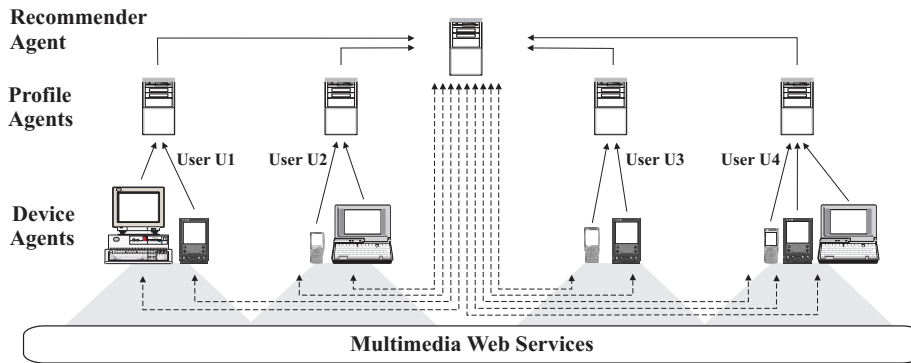 Recommender
Agent
Profile
Agents
User U1
User U2
User U3
User U4
Device
Agents
Multimedia Web Services